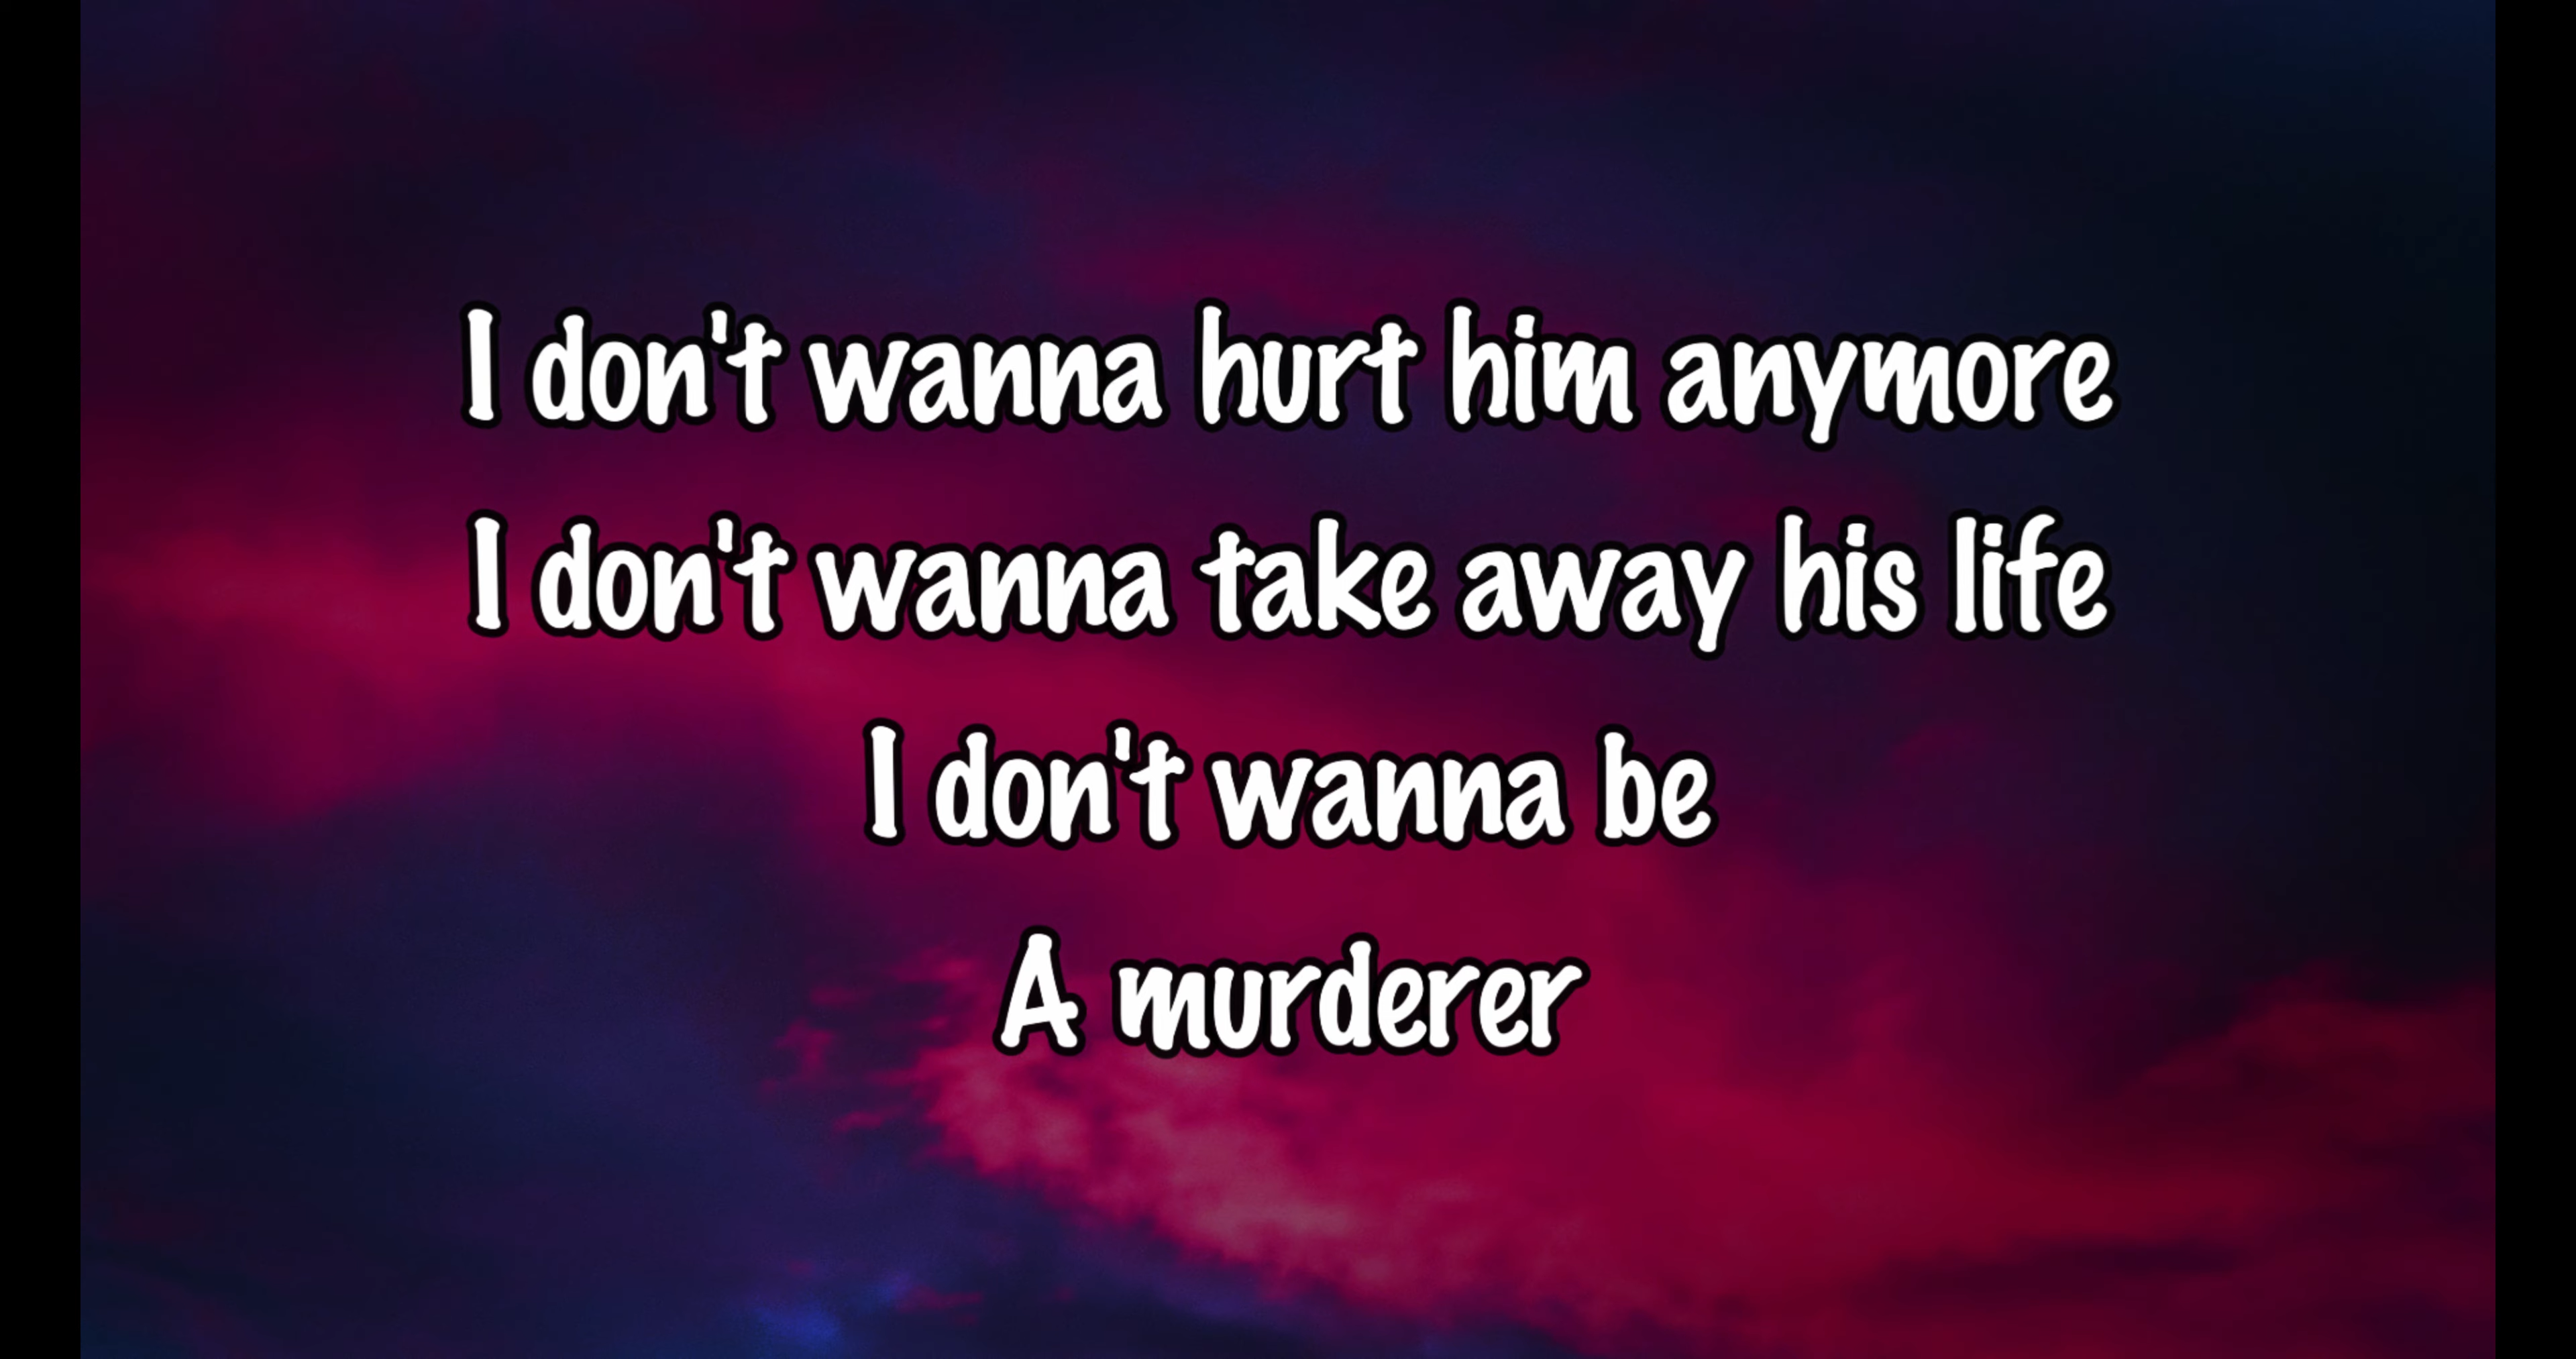 I don't wanna hurt him anymore
I don't wanna take away his life
I don't wanna be
A murderer